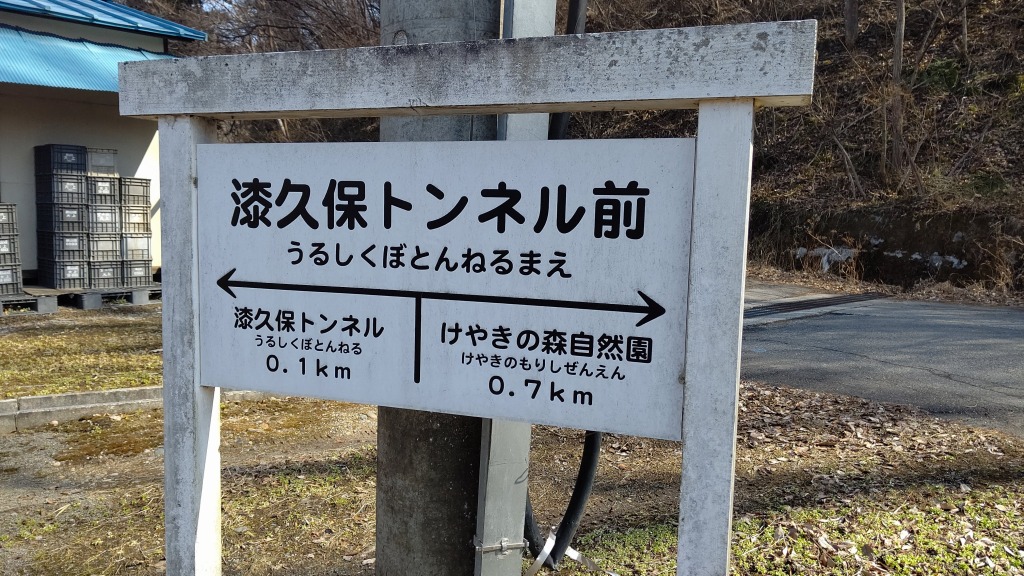 漆久保トンネル前
うるしくぼとんねるまえ
漆久保トンネル
うるしくぼとんねる
0.1km
けやきの森自然園
けやきのもりしぜんえん
0.7km